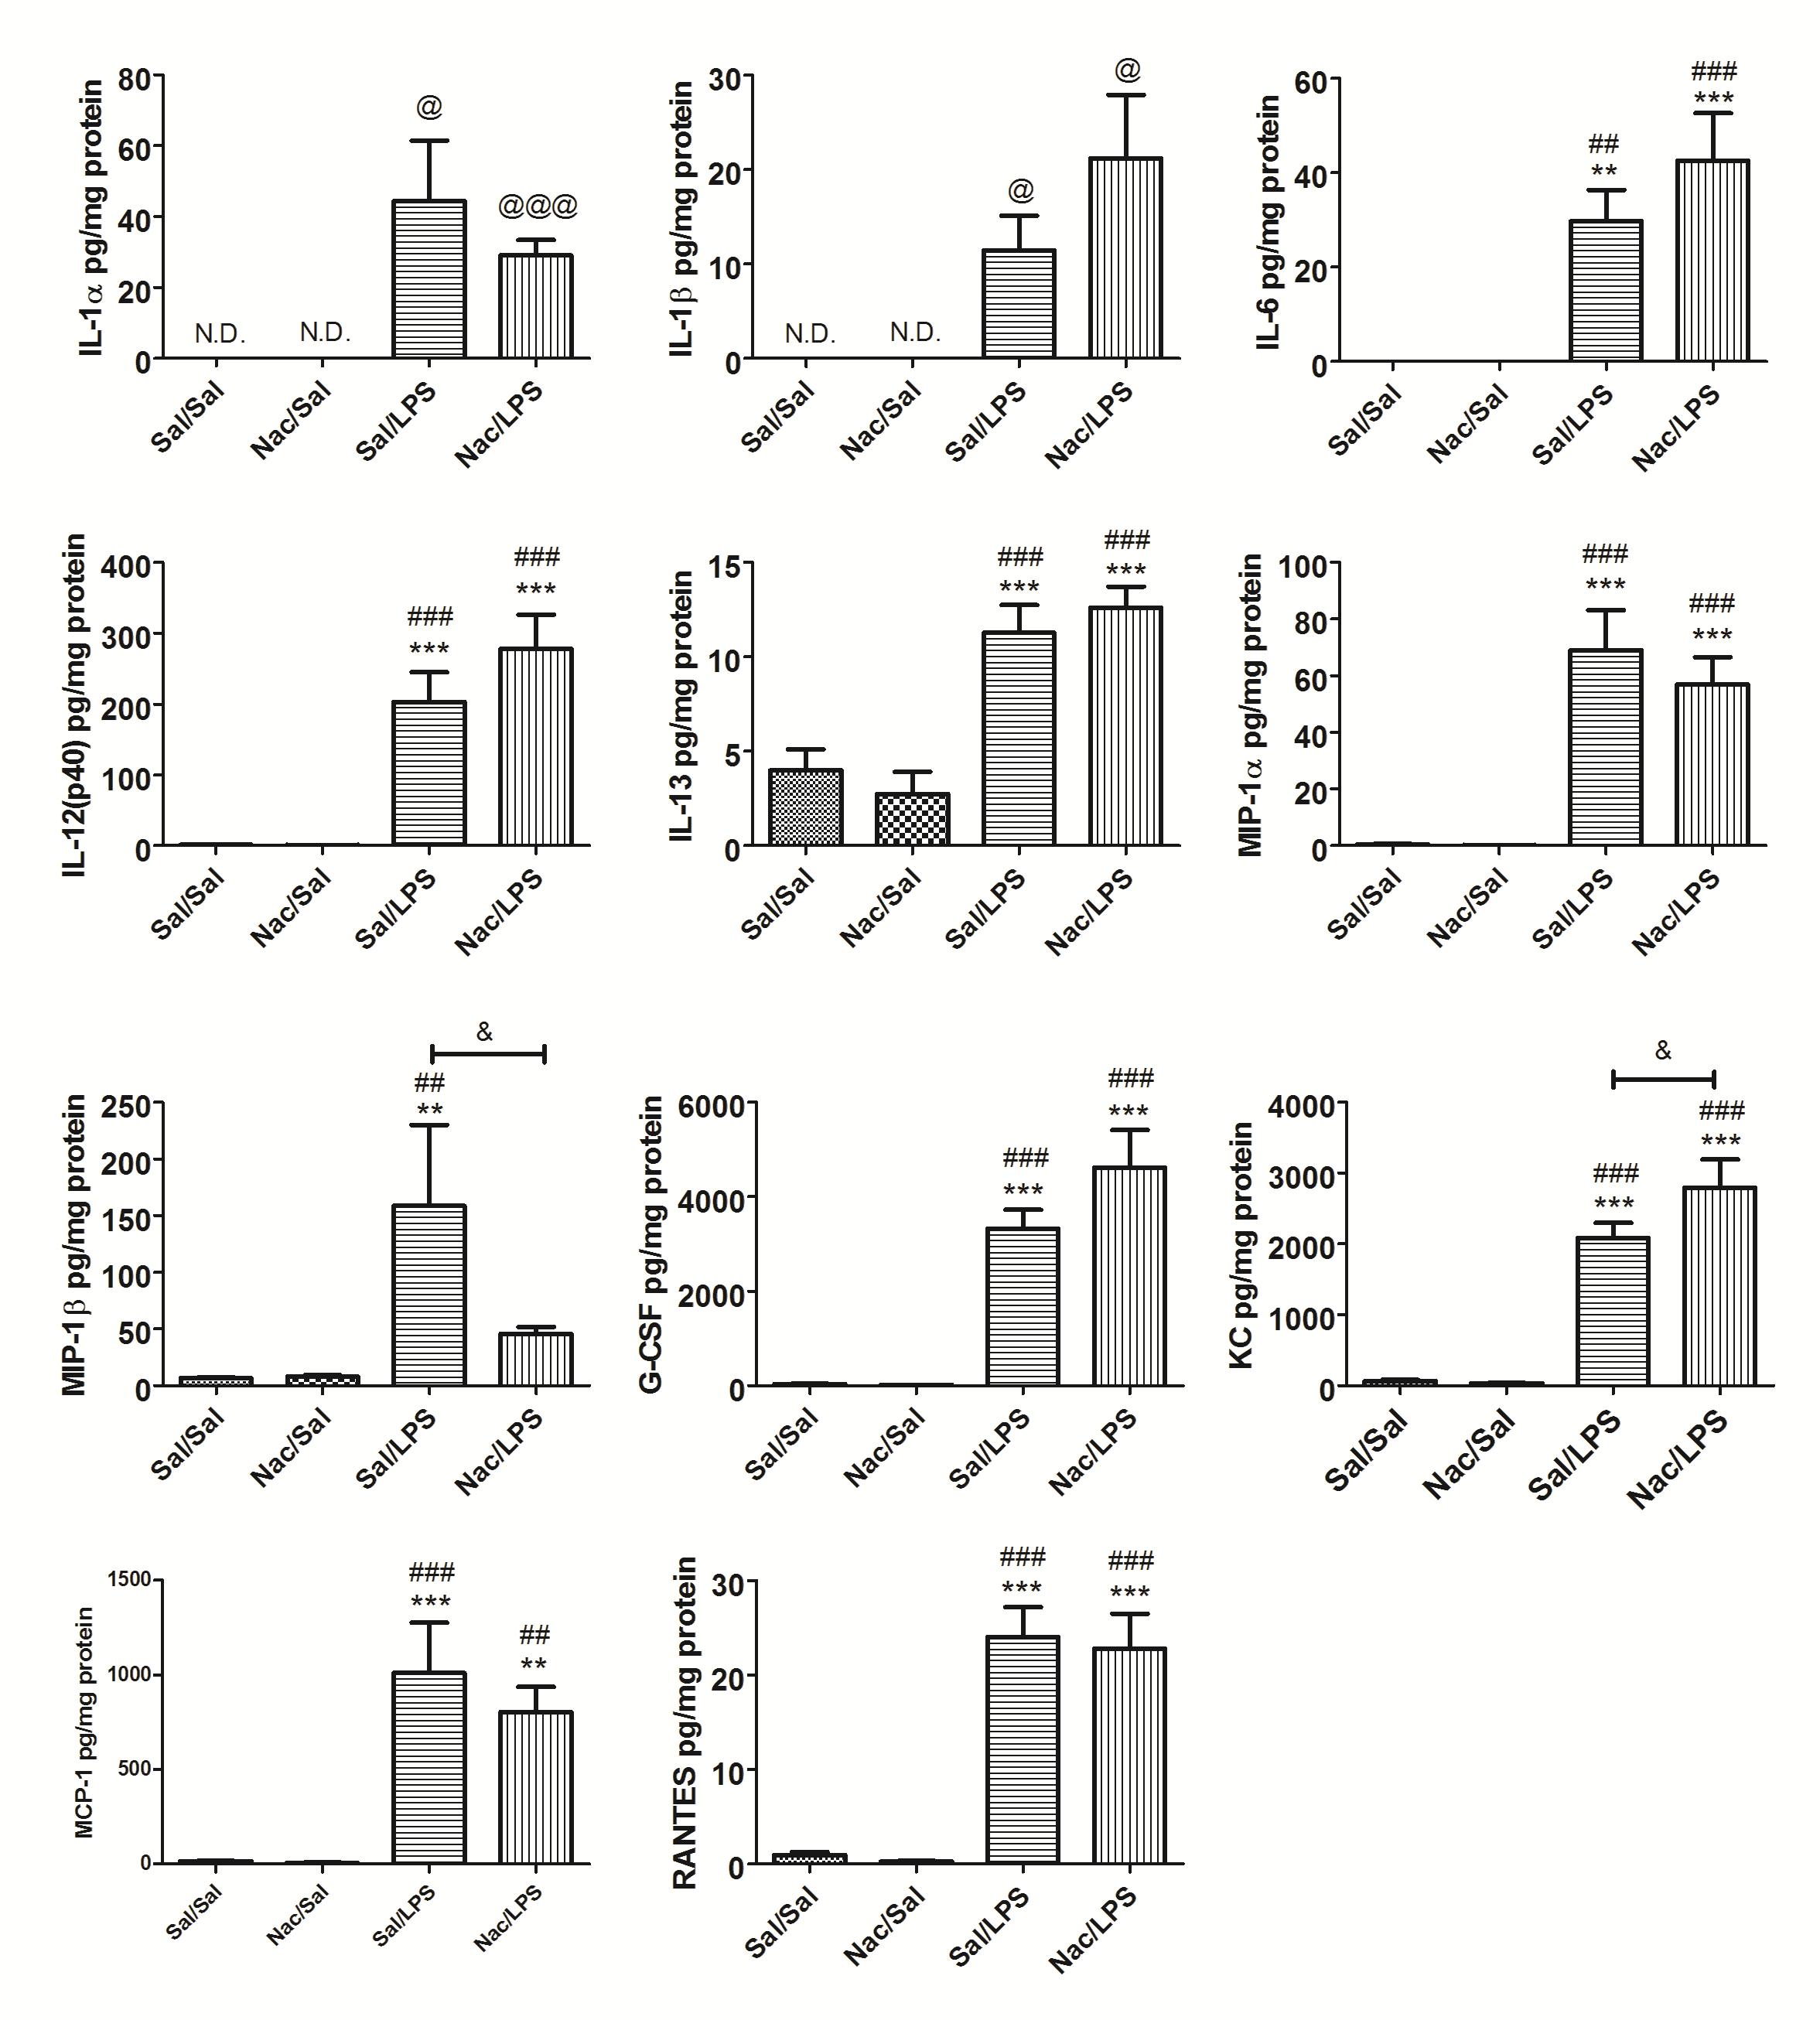 IL-1α pg/mg protein
80
60
40
20
0
N.D.
N.D.
@
@@@
Sal/Sal
Nac/Sal
Sal/LPS
Nac/LPS
IL-1β pg/mg protein
30
20
10
0
N.D.
N.D.
@
@
Sal/Sal
Nac/Sal
Sal/LPS
Nac/LPS
IL-6 pg/mg protein
60
40
20
0
##
**
###
***
Sal/Sal
Nac/Sal
Sal/LPS
Nac/LPS
IL-12(p40) pg/mg protein
400
300
200
100
0
###
***
###
***
Sal/Sal
Nac/Sal
Sal/LPS
Nac/LPS
IL-13 pg/mg protein
15
10
5
0
###
***
###
***
Sal/Sal
Nac/Sal
Sal/LPS
Nac/LPS
MIP-1α pg/mg protein
100
80
60
40
20
0
###
***
###
***
Sal/Sal
Nac/Sal
Sal/LPS
Nac/LPS
MIP-1β pg/mg protein
250
200
150
100
50
0
&
##
**
Sal/Sal
Nac/Sal
Sal/LPS
Nac/LPS
G-CSF pg/mg protein
6000
4000
2000
0
###
***
###
***
Sal/Sal
Nac/Sal
Sal/LPS
Nac/LPS
KC pg/mg protein
4000
3000
2000
1000
0
&
###
***
###
***
Sal/Sal
Nac/Sal
Sal/LPS
Nac/LPS
MCP-1 pg/mg protein
1500
1000
500
0
###
***
##
**
Sal/Sal
Nac/Sal
Sal/LPS
Nac/LPS
RANTES pg/mg protein
30
20
10
0
###
***
###
***
Sal/Sal
Nac/Sal
Sal/LPS
Nac/LPS